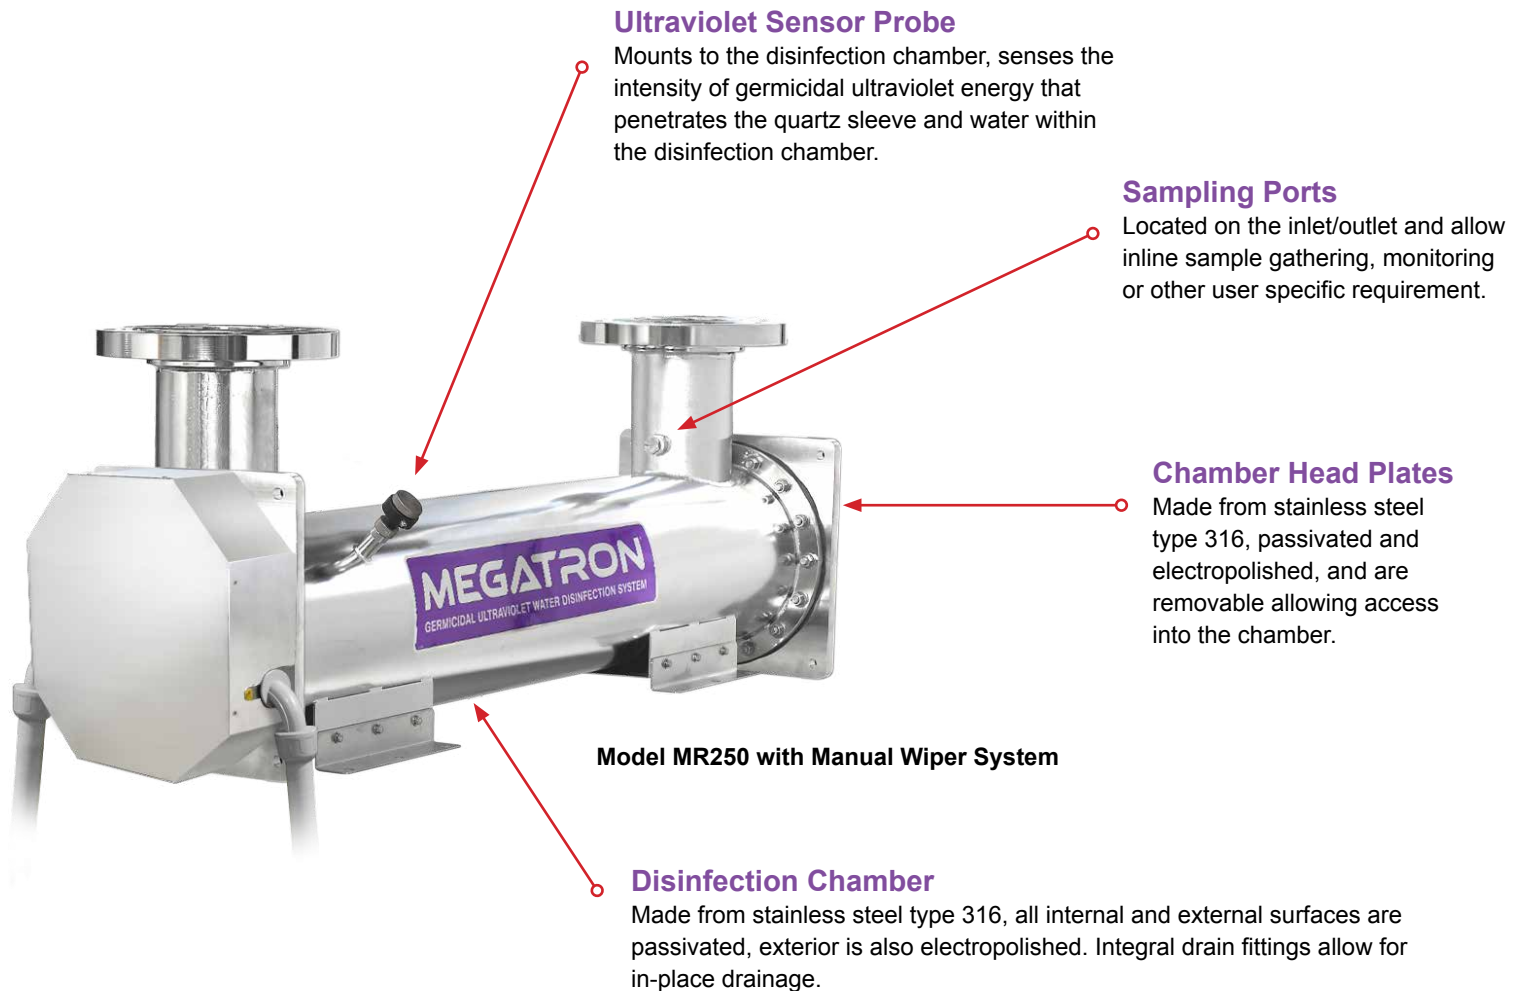 Ultraviolet Sensor Probe
Mounts to the disinfection chamber, senses the
intensity of germicidal ultraviolet energy that
penetrates the quartz sleeve and water within
the disinfection chamber.
Sampling Ports
Located on the inlet/outlet and allow
inline sample gathering, monitoring
or other user specific requirement.
Chamber Head Plates
Made from stainless steel
type 316, passivated and
electropolished, and are
removable allowing access
into the chamber.
MEGATRON
GERMICIDAL ULTRAVIOLET WATER DISINFECTION SYSTEM
Model MR250 with Manual Wiper System
Disinfection Chamber
Made from stainless steel type 316, all internal and external surfaces are
passivated, exterior is also electropolished. Integral drain fittings allow for
in-place drainage.